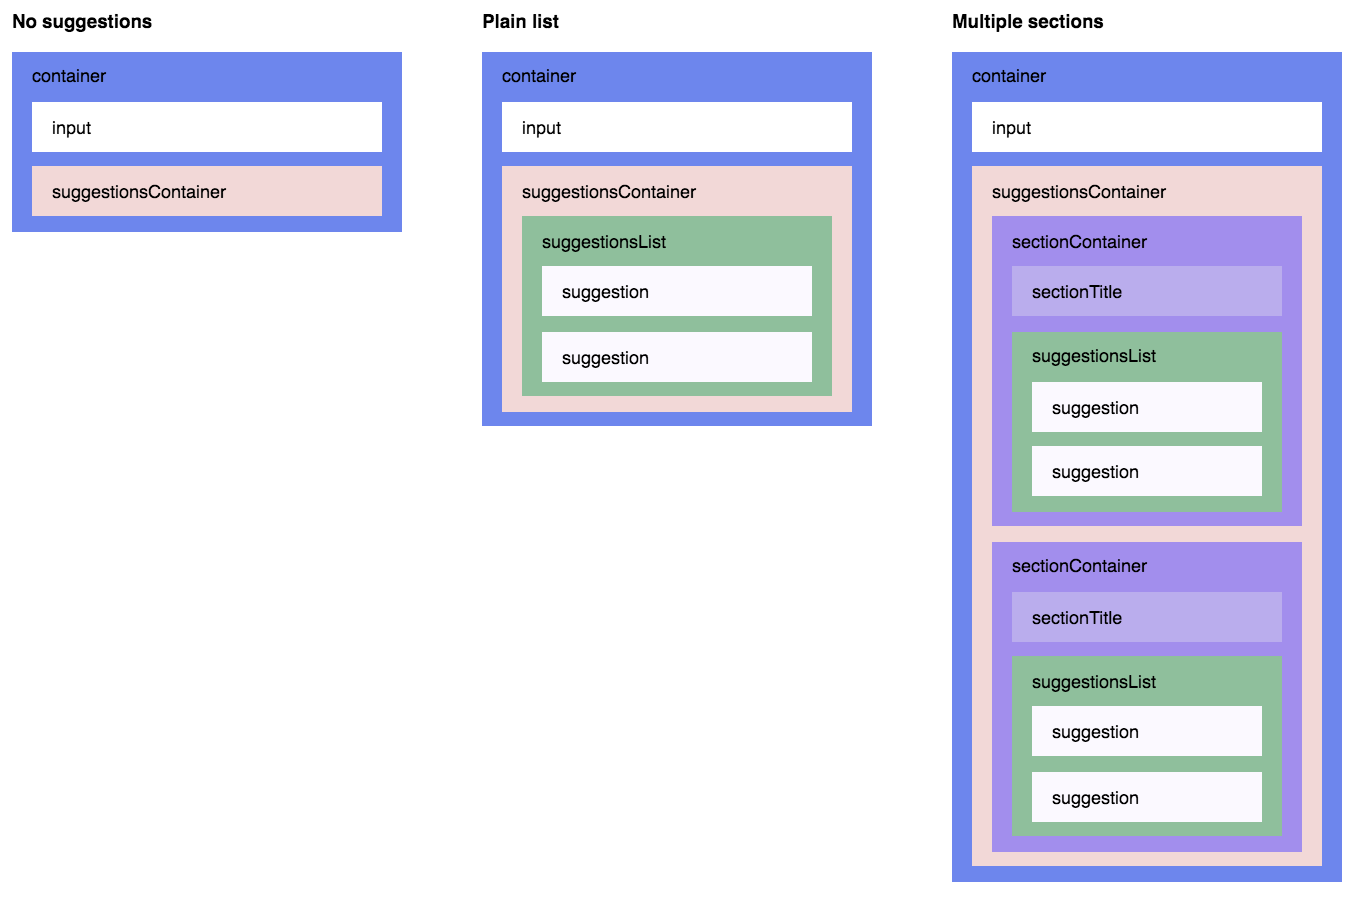 No suggestions
container
input
suggestionsContainer
Plain list
container
input
suggestionsContainer
suggestionsList
suggestion
suggestion
Multiple sections
container
input
suggestionsContainer
sectionContainer
sectionTitle
suggestionsList
suggestion
suggestion
sectionContainer
sectionTitle
suggestionsList
suggestion
suggestion